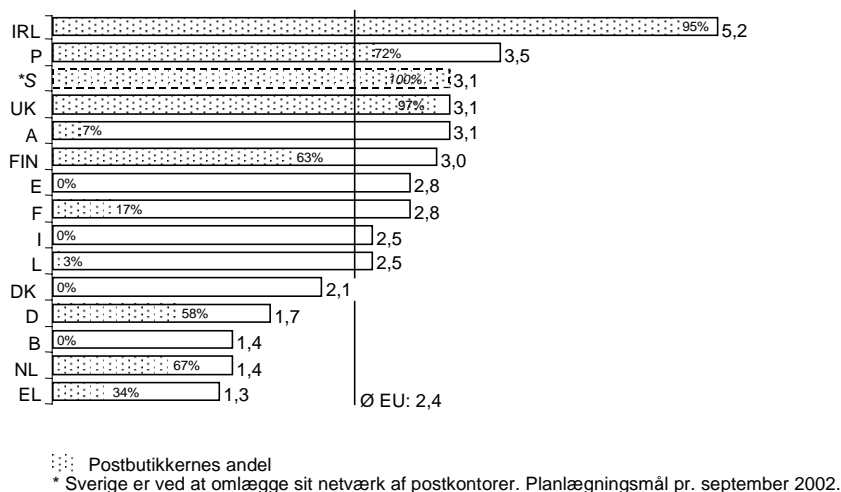 IRL 95% 5,2
P 72% 3,5
*S 100% 3,1
UK 97% 3,1
A 7% 3,1
FIN 63% 3,0
E 0% 2,8
F 17% 2,8
I 0% 2,5
L 3% 2,5
DK 0% 2,1
D 58% 1,7
B 0% 1,4
NL 67% 1,4
EL 34% 1,3
Ø EU: 2,4
Postbutikkernes andel
* Sverige er ved at omlægge sit netværk af postkontorer. Planlægningsmål pr. september 2002.